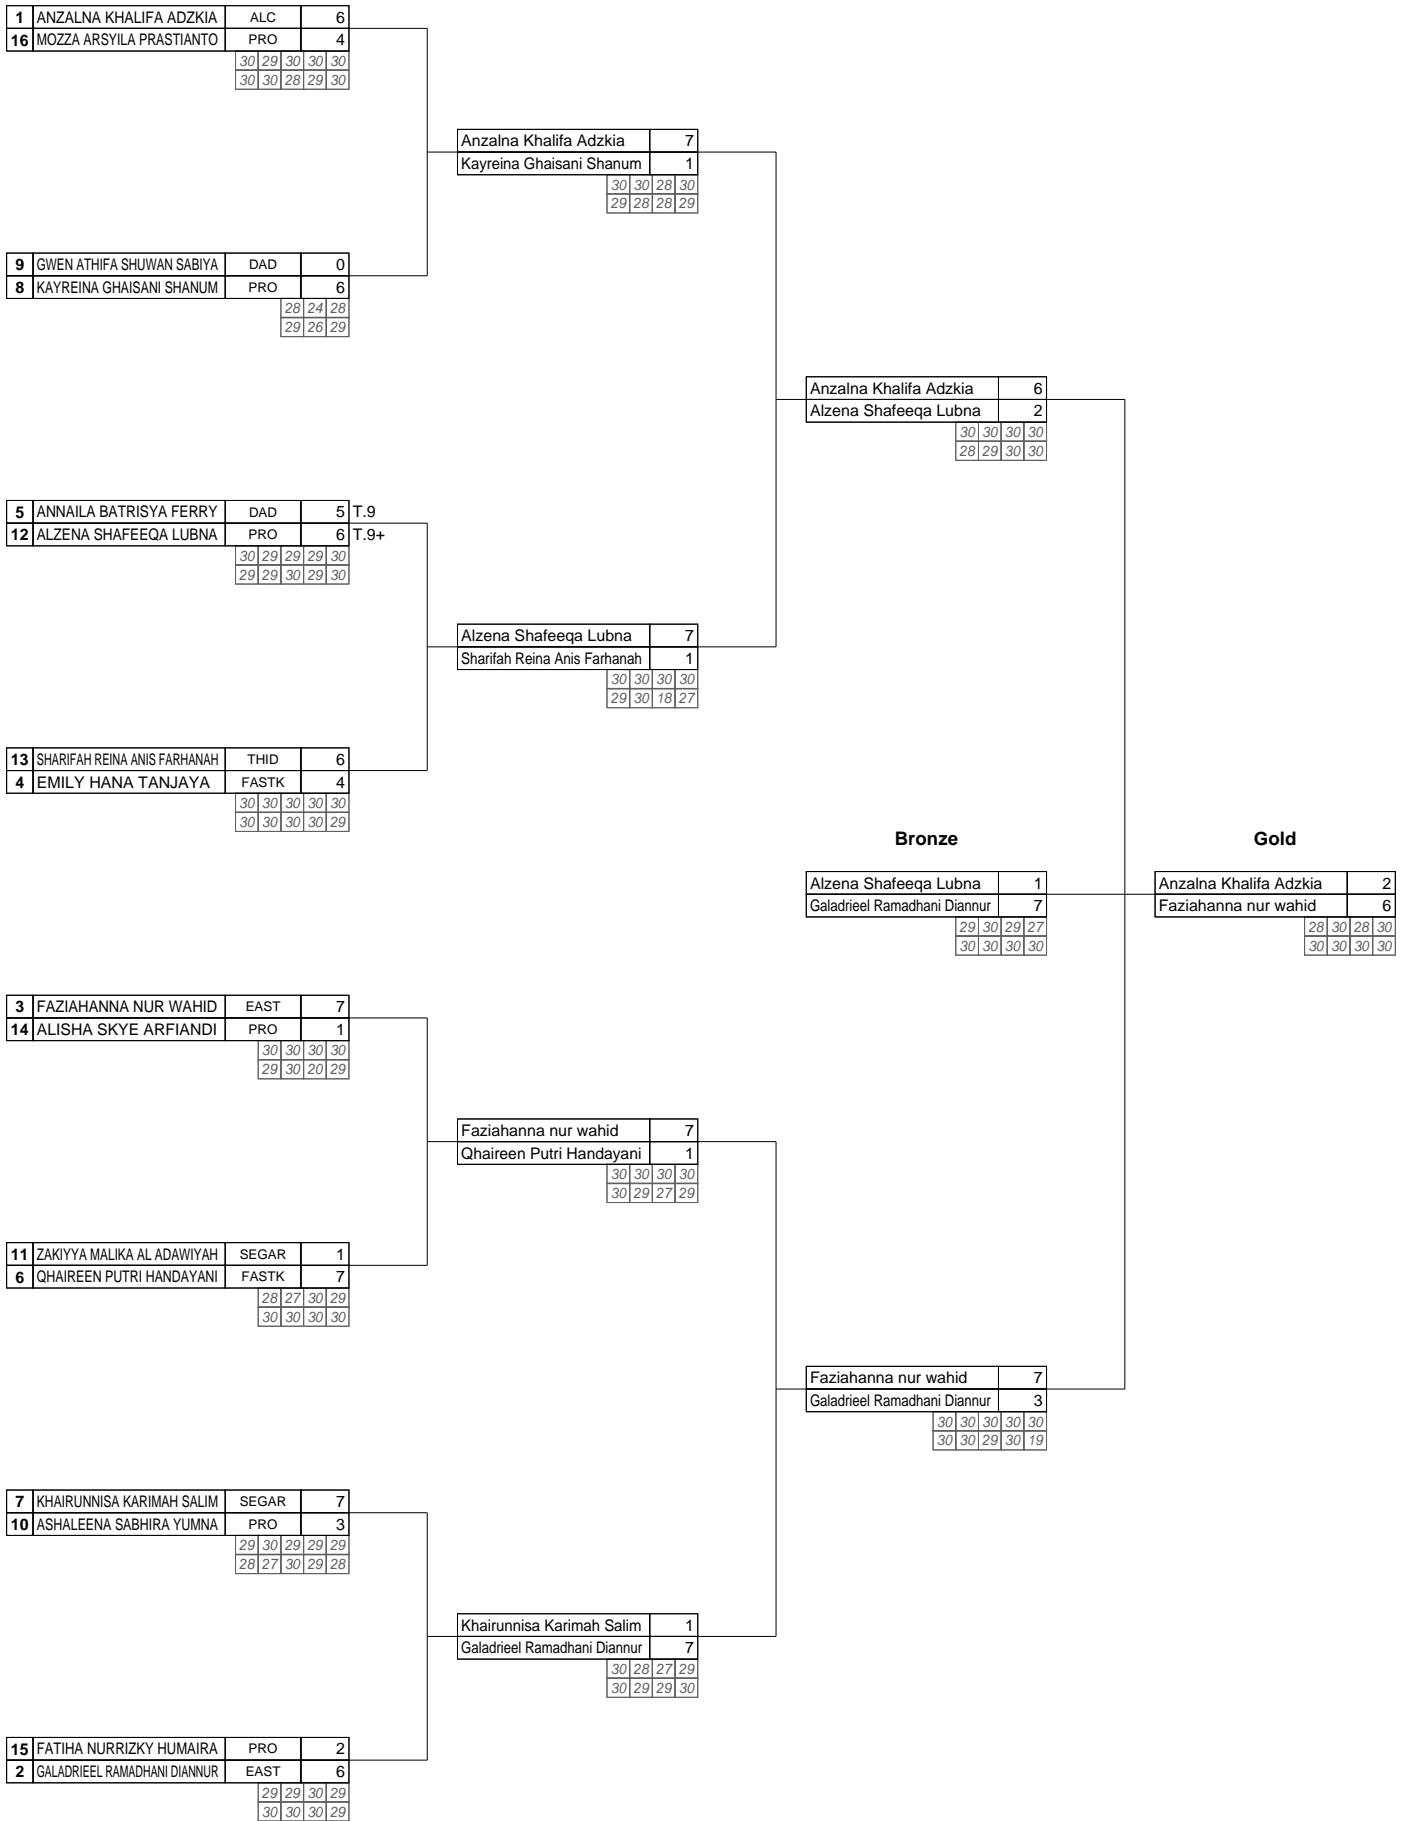 1 ANZALNA KHALIFA ADZKIA ALC 6
16 MOZZA ARSYILA PRASTIANTO PRO 4
30 29 30 30 30
30 30 28 29 30
Anzalna Khalifa Adzkia 7
Kayreina Ghaisani Shanum 1
30 30 28 30
29 28 28 29
9 GWEN ATHIFA SHUWAN SABIYA DAD 0
8 KAYREINA GHAISANI SHANUM PRO 6
28 24 28
29 26 29
Anzalna Khalifa Adzkia 6
Alzena Shafeeqa Lubna 2
30 30 30 30
28 29 30 30
5 ANNAILA BATRISYA FERRY DAD 5 T.9
12 ALZENA SHAFEEQA LUBNA PRO 6 T.9+
30 29 29 29 30
29 29 30 29 30
Alzena Shafeeqa Lubna 7
Sharifah Reina Anis Farhanah 1
30 30 30 30
29 30 18 27
13 SHARIFAH REINA ANIS FARHANAH THID 6
4 EMILY HANA TANJAYA FASTK 4
30 30 30 30 30
30 30 30 30 29
Bronze
Gold
Alzena Shafeeqa Lubna 1
Galadrieel Ramadhani Diannur 7
29 30 29 27
30 30 30 30
Anzalna Khalifa Adzkia 2
Faziahanna nur wahid 6
28 30 28 30
30 30 30 30
3 FAZIAHANNA NUR WAHID EAST 7
14 ALISHA SKYE ARFIANDI PRO 1
30 30 30 30
29 30 20 29
Faziahanna nur wahid 7
Qhaireen Putri Handayani 1
30 30 30 30
30 29 27 29
11 ZAKIYYA MALIKA AL ADAWIYAH SEGAR 1
6 QHAIREEN PUTRI HANDAYANI FASTK 7
28 27 30 29
30 30 30 30
Faziahanna nur wahid 7
Galadrieel Ramadhani Diannur 3
30 30 30 30 30
30 30 29 30 19
7 KHAIRUNNISA KARIMAH SALIM SEGAR 7
10 ASHALEENA SABHIRA YUMNA PRO 3
29 30 29 29 29
28 27 30 29 28
Khairunnisa Karimah Salim 1
Galadrieel Ramadhani Diannur 7
30 28 27 29
30 29 29 30
15 FATIHA NURRIZKY HUMAIRA PRO 2
2 GALADRIEEL RAMADHANI DIANNUR EAST 6
29 29 30 29
30 30 30 29